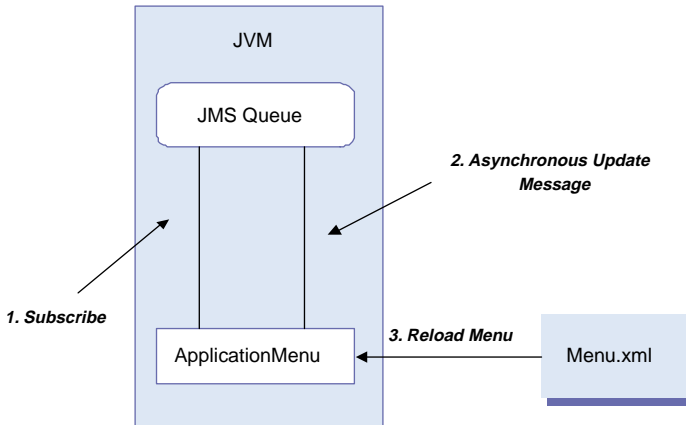 JVM
JMS Queue
2. Asynchronous Update
Message
1. Subscribe
3. Reload Menu
ApplicationMenu
Menu.xml